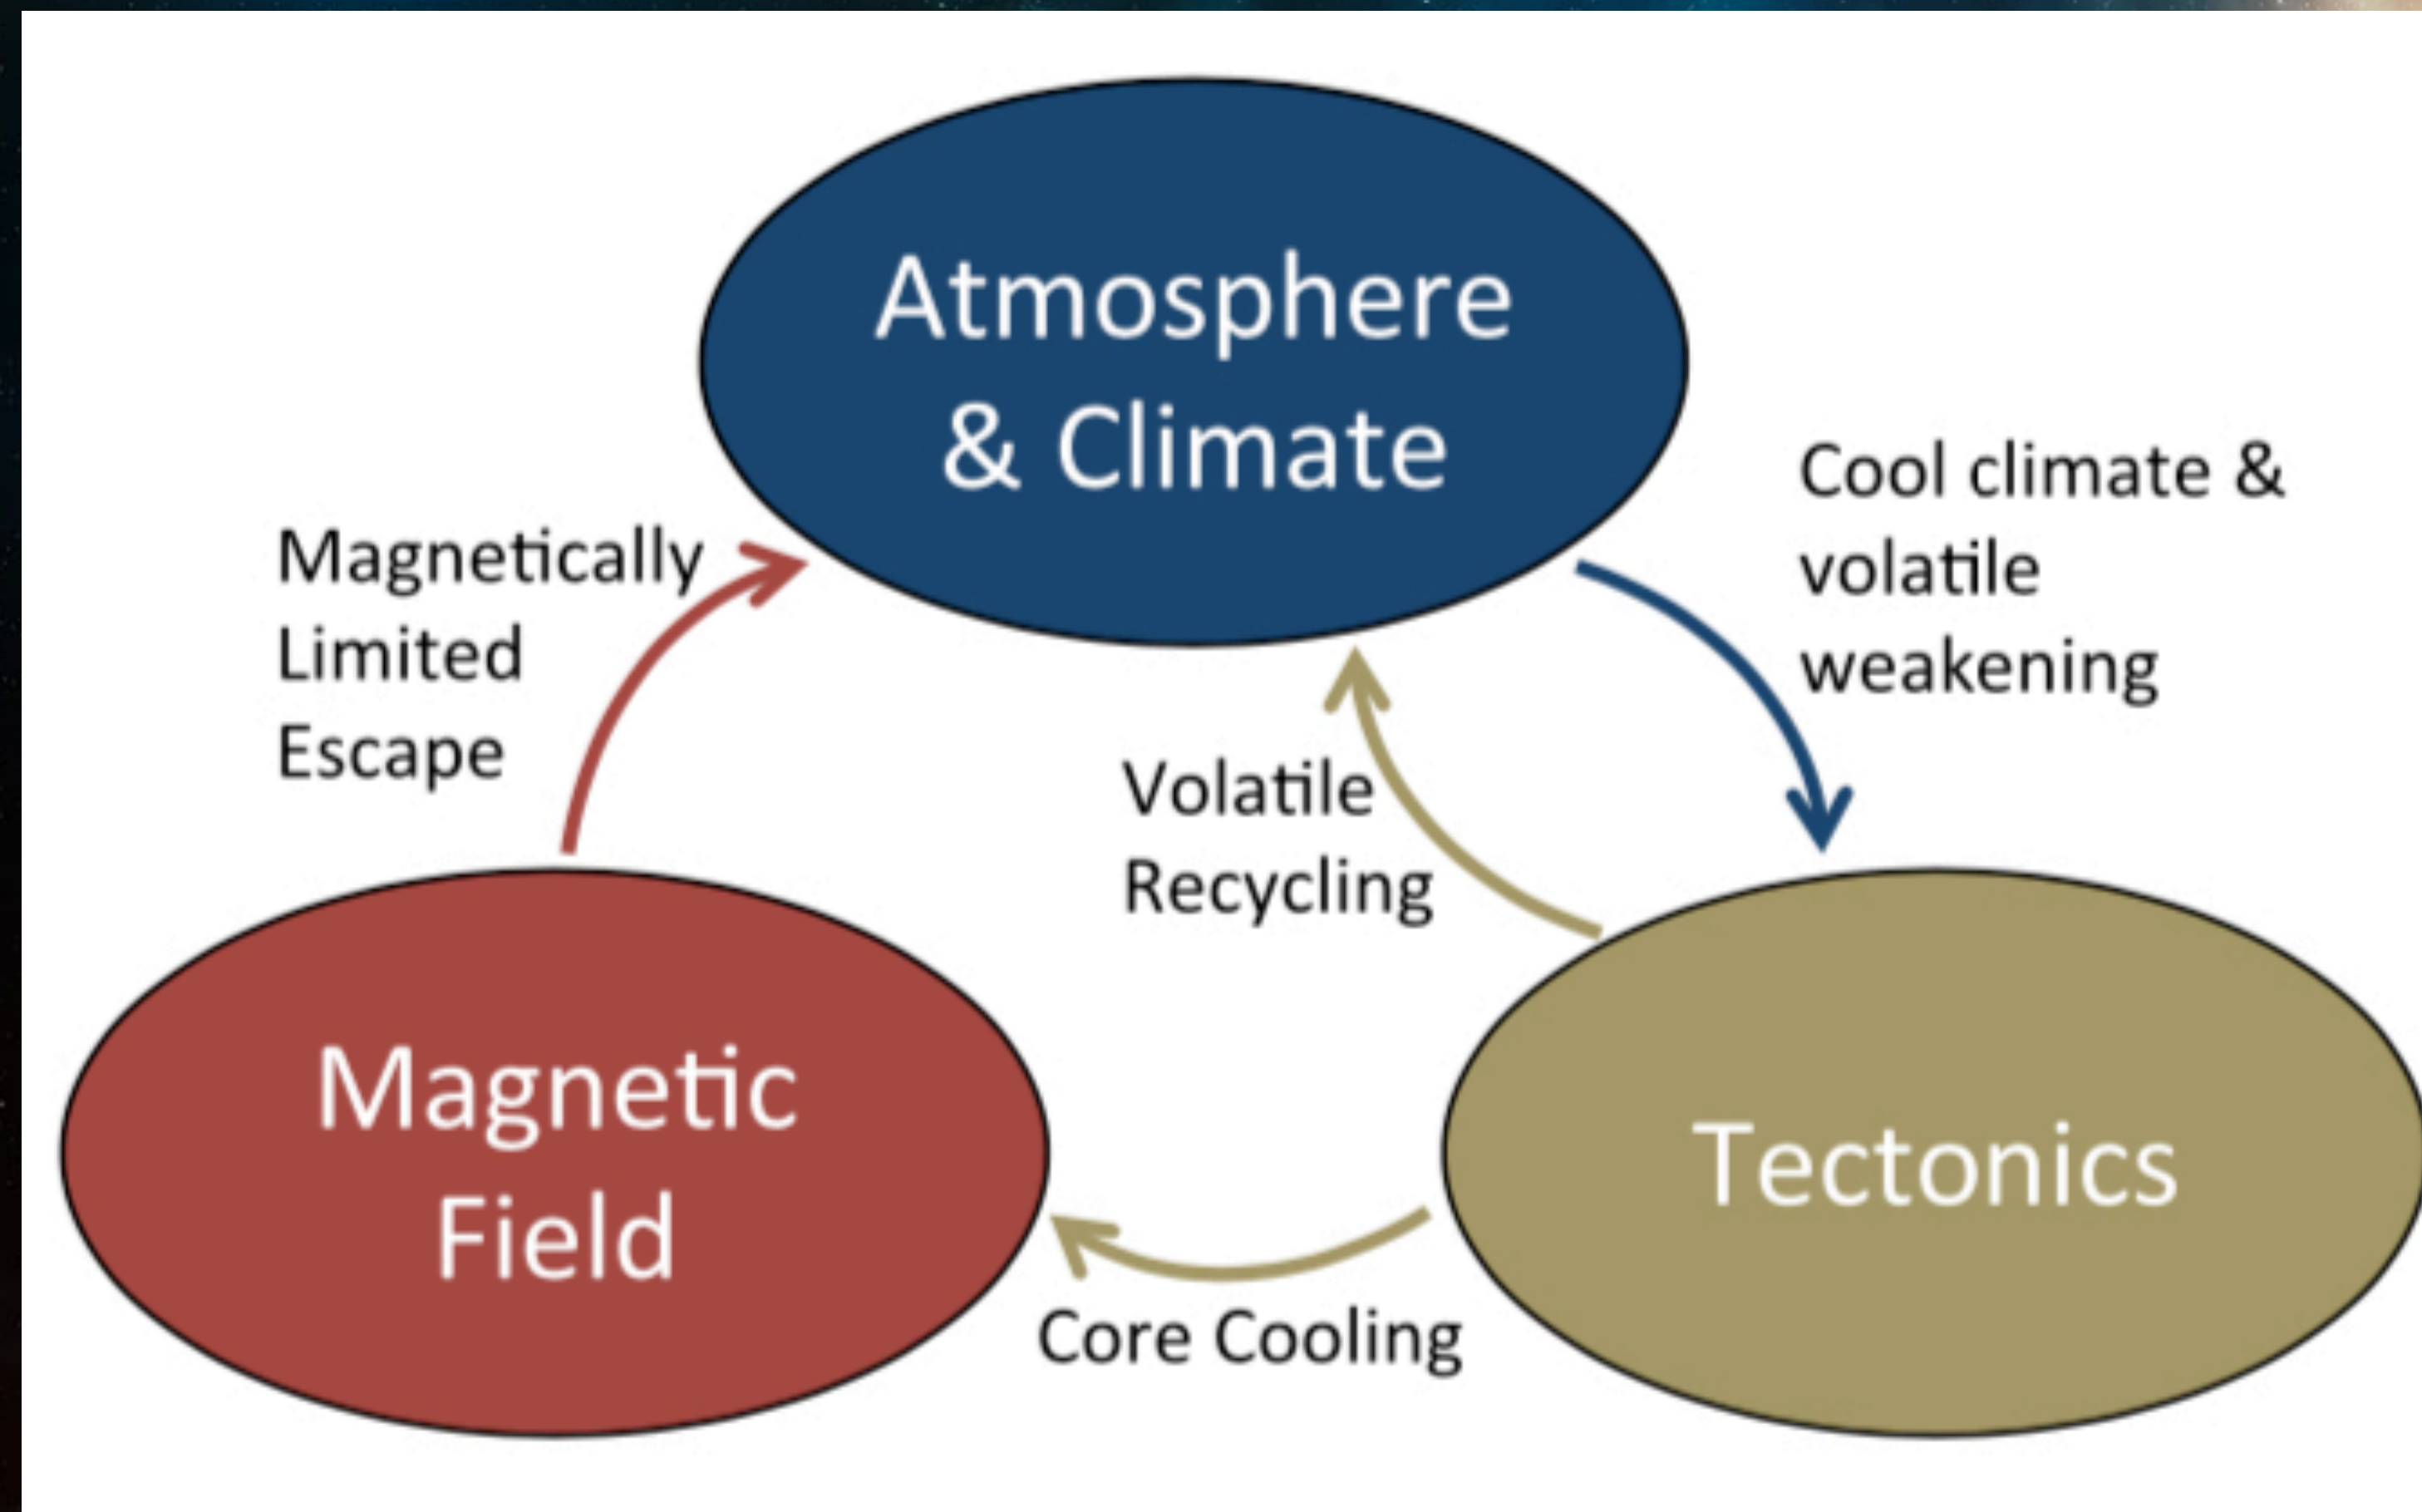 Atmosphere
& Climate
Magnetically
Limited
Escape
Cool climate &
volatile
weakening
Volatile
Recycling
Magnetic
Field
Tectonics
Core Cooling